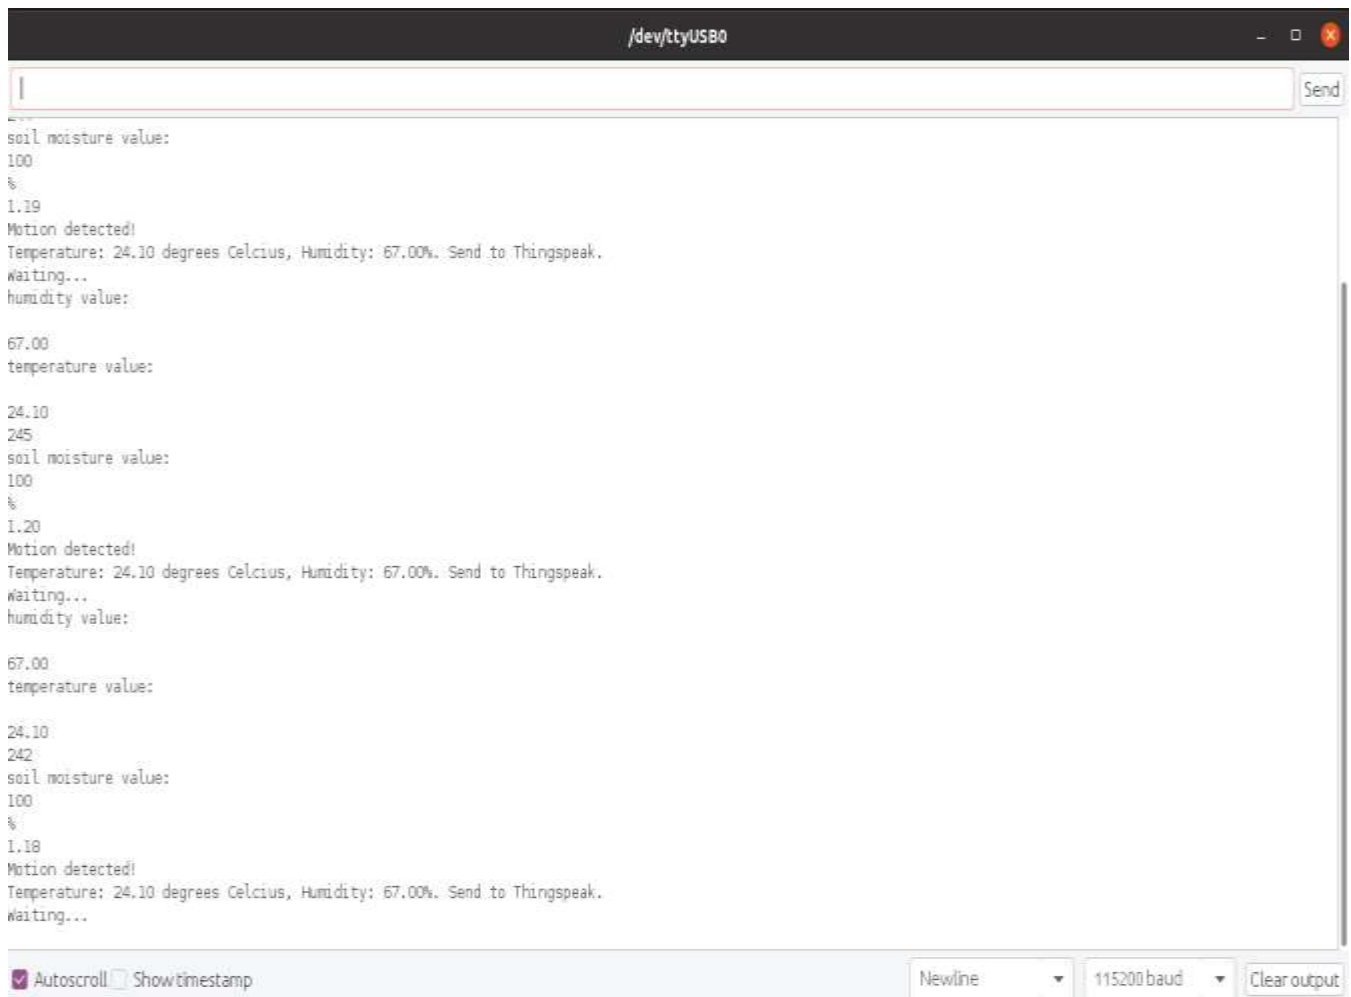 /dev/ttyUSB0
Send
soil moisture value:
100
%
1.19
Motion detected!
Temperature: 24.10 degrees Celcius, Humidity: 67.00%. Send to Thingspeak.
Waiting...
humidity value:
67.00
temperature value:
24.10
245
soil moisture value:
100
%
1.20
Motion detected!
Temperature: 24.10 degrees Celcius, Humidity: 67.00%. Send to Thingspeak.
Waiting...
humidity value:
67.00
temperature value:
24.10
242
soil moisture value:
100
%
1.18
Motion detected!
Temperature: 24.10 degrees Celcius, Humidity: 67.00%. Send to Thingspeak.
Waiting...
Autoscroll Show timestamp Newline 115200 baud Clear output